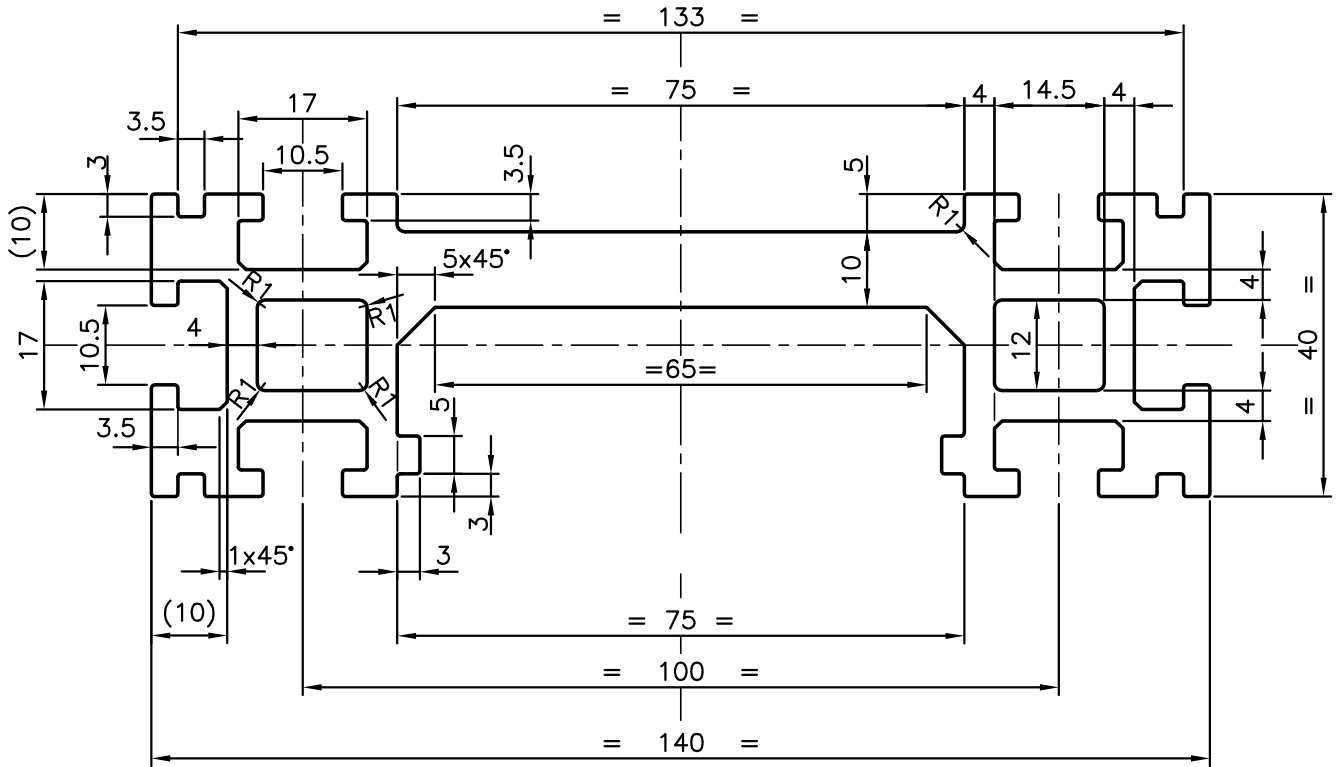 = 133 =
= 75 =
4 14.5 4
17
3.5
10.5
3
3.5
5
R1
(10)
5x45°
10
4
=
R1
R1
17
10.5
4
12
40
=65=
R1
R1
5
4
=
3.5
3
1x45°
3
(10)
= 75 =
= 100 =
= 140 =